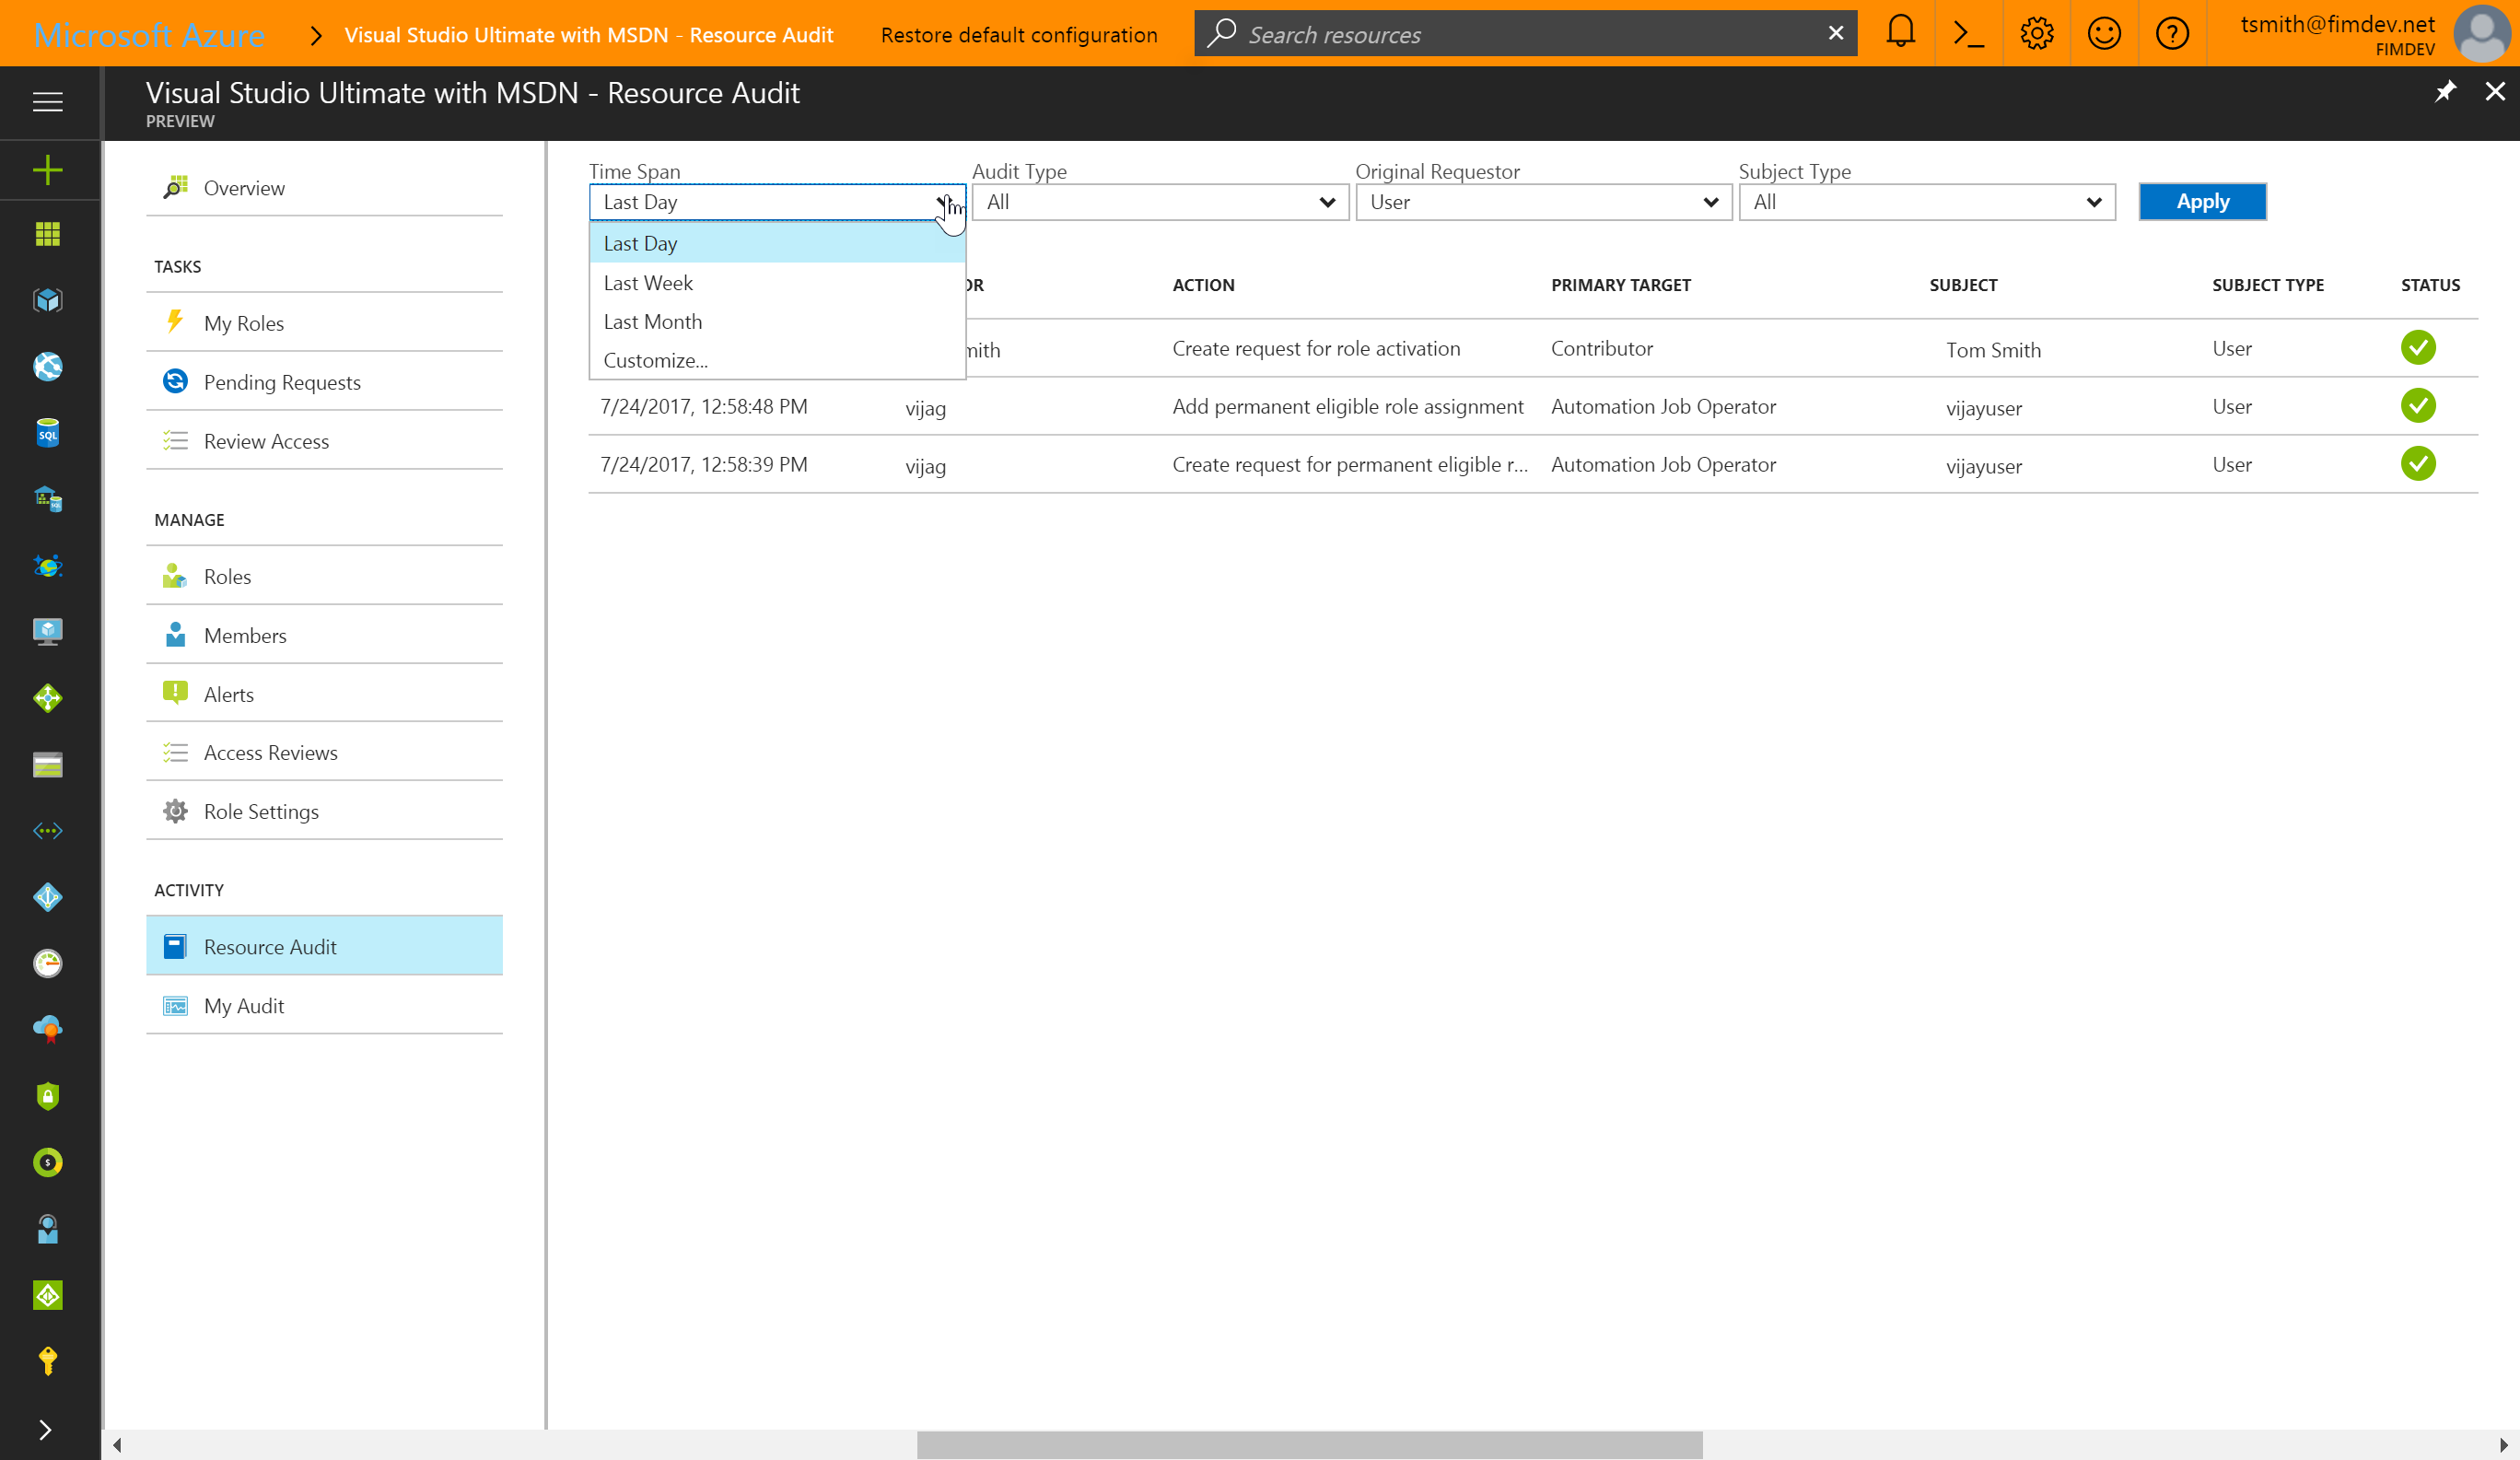 Microsoft Azure
Visual Studio Ultimate with MSDN - Resource Audit
Restore default configuration
Search resources
tsmith@fimdev.net
FIMDEV
Visual Studio Ultimate with MSDN - Resource Audit
PREVIEW
Overview
TASKS
My Roles
Pending Requests
Review Access
MANAGE
Roles
Members
Alerts
Access Reviews
Role Settings
ACTIVITY
Resource Audit
My Audit
Time Span
Audit Type
Original Requestor
Subject Type
Last Day
All
User
All
Apply
Last Day
Last Week
Last Month
Customize...
OR ACTION PRIMARY TARGET SUBJECT SUBJECT TYPE STATUS
mith Create request for role activation Contributor Tom Smith User
7/24/2017, 12:58:48 PM vijag Add permanent eligible role assignment Automation Job Operator vijayuser User
7/24/2017, 12:58:39 PM vijag Create request for permanent eligible r... Automation Job Operator vijayuser User
SQL
SQL